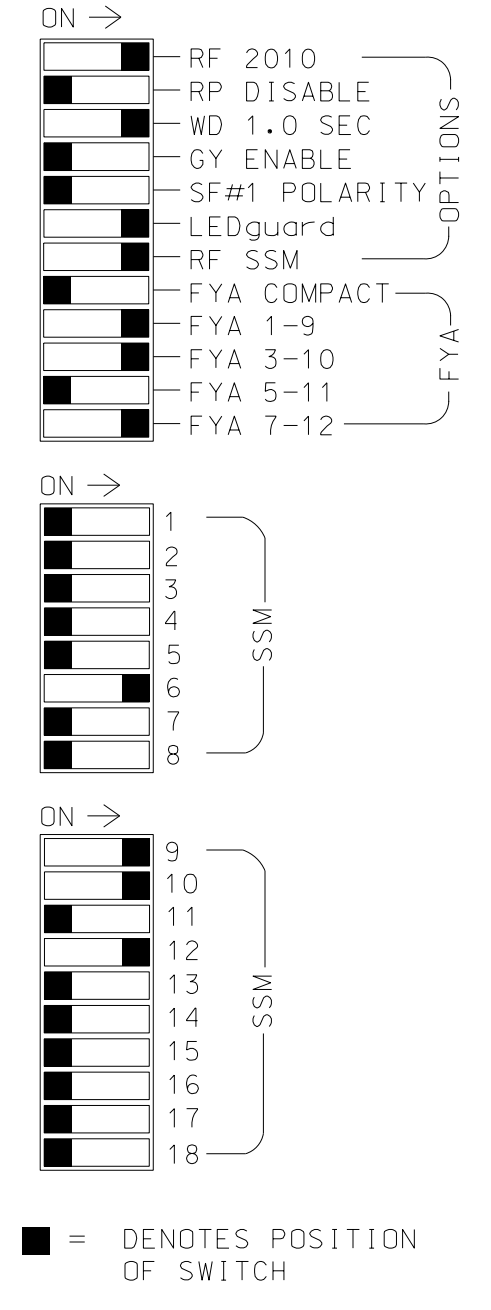 ON →
RF 2010
RP DISABLE
WD 1.0 SEC
GY ENABLE
SF#1 POLARITY
LEDguard
RF SSM
OPTIONS
FYA COMPACT
FYA 1-9
FYA 3-10
FYA 5-11
FYA 7-12
FYA
ON →
1
2
3
4
5
6
7
8
SSM
ON →
9
10
11
12
13
14
15
16
17
18
SSM
= DENOTES POSITION
OF SWITCH